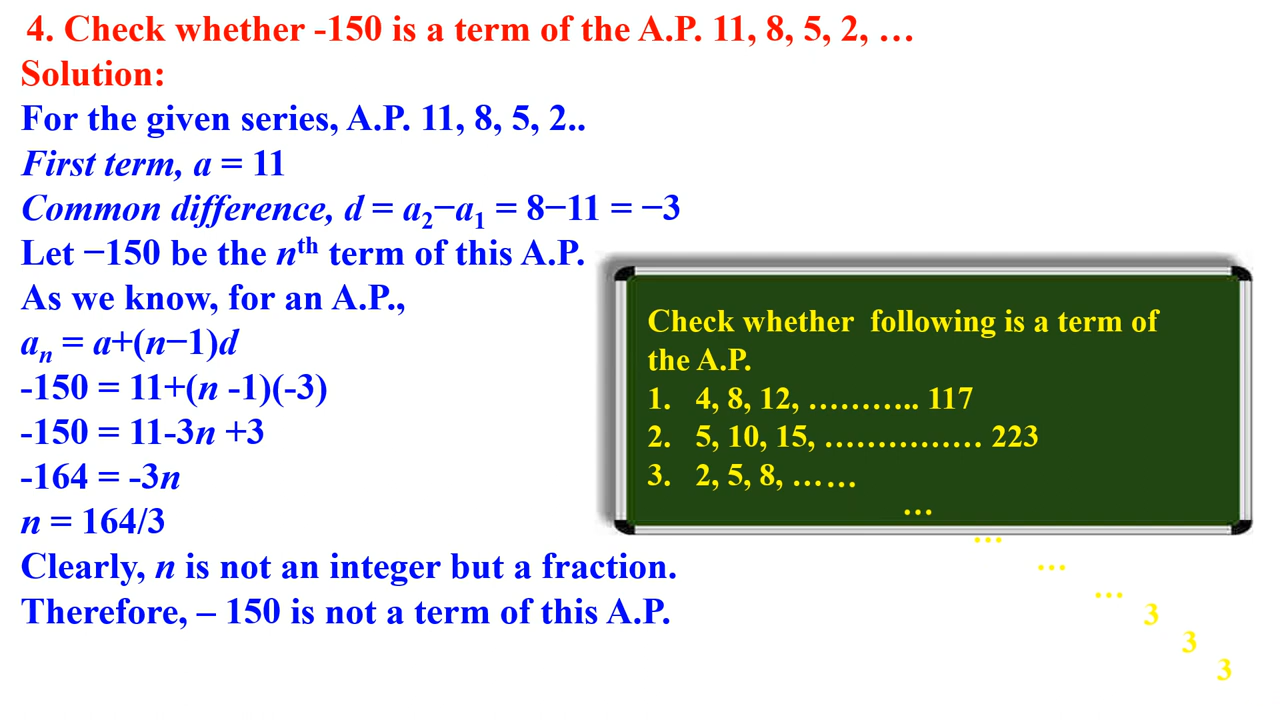 4. Check whether -150 is a term of the A.P. 11, 8, 5, 2, …
Solution:
For the given series, A.P. 11, 8, 5, 2..
First term, a = 11
Common difference, d = a₂−a₁ = 8−11 = −3
Let −150 be the nᵗʰ term of this A.P.
As we know, for an A.P.,
aₙ = a+(n−1)d
-150 = 11+(n -1)(-3)
-150 = 11-3n +3
-164 = -3n
n = 164/3
Clearly, n is not an integer but a fraction.
Therefore, – 150 is not a term of this A.P.
Check whether following is a term of
the A.P.
1. 4, 8, 12, ……….. 117
2. 5, 10, 15, …………… 223
3. 2, 5, 8, ……
…
…
…
…
3
3
3